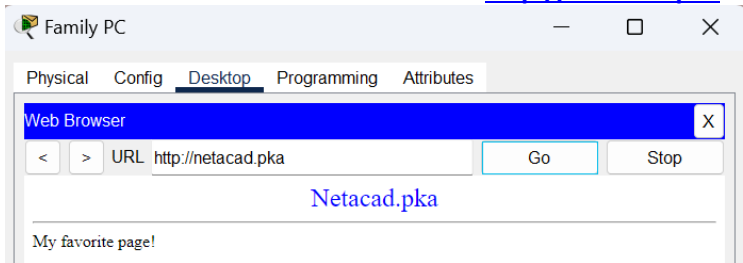 Family PC
Physical Config Desktop Programming Attributes
Web Browser X
< > URL http://netacad.pka Go Stop
Netacad.pka
My favorite page!